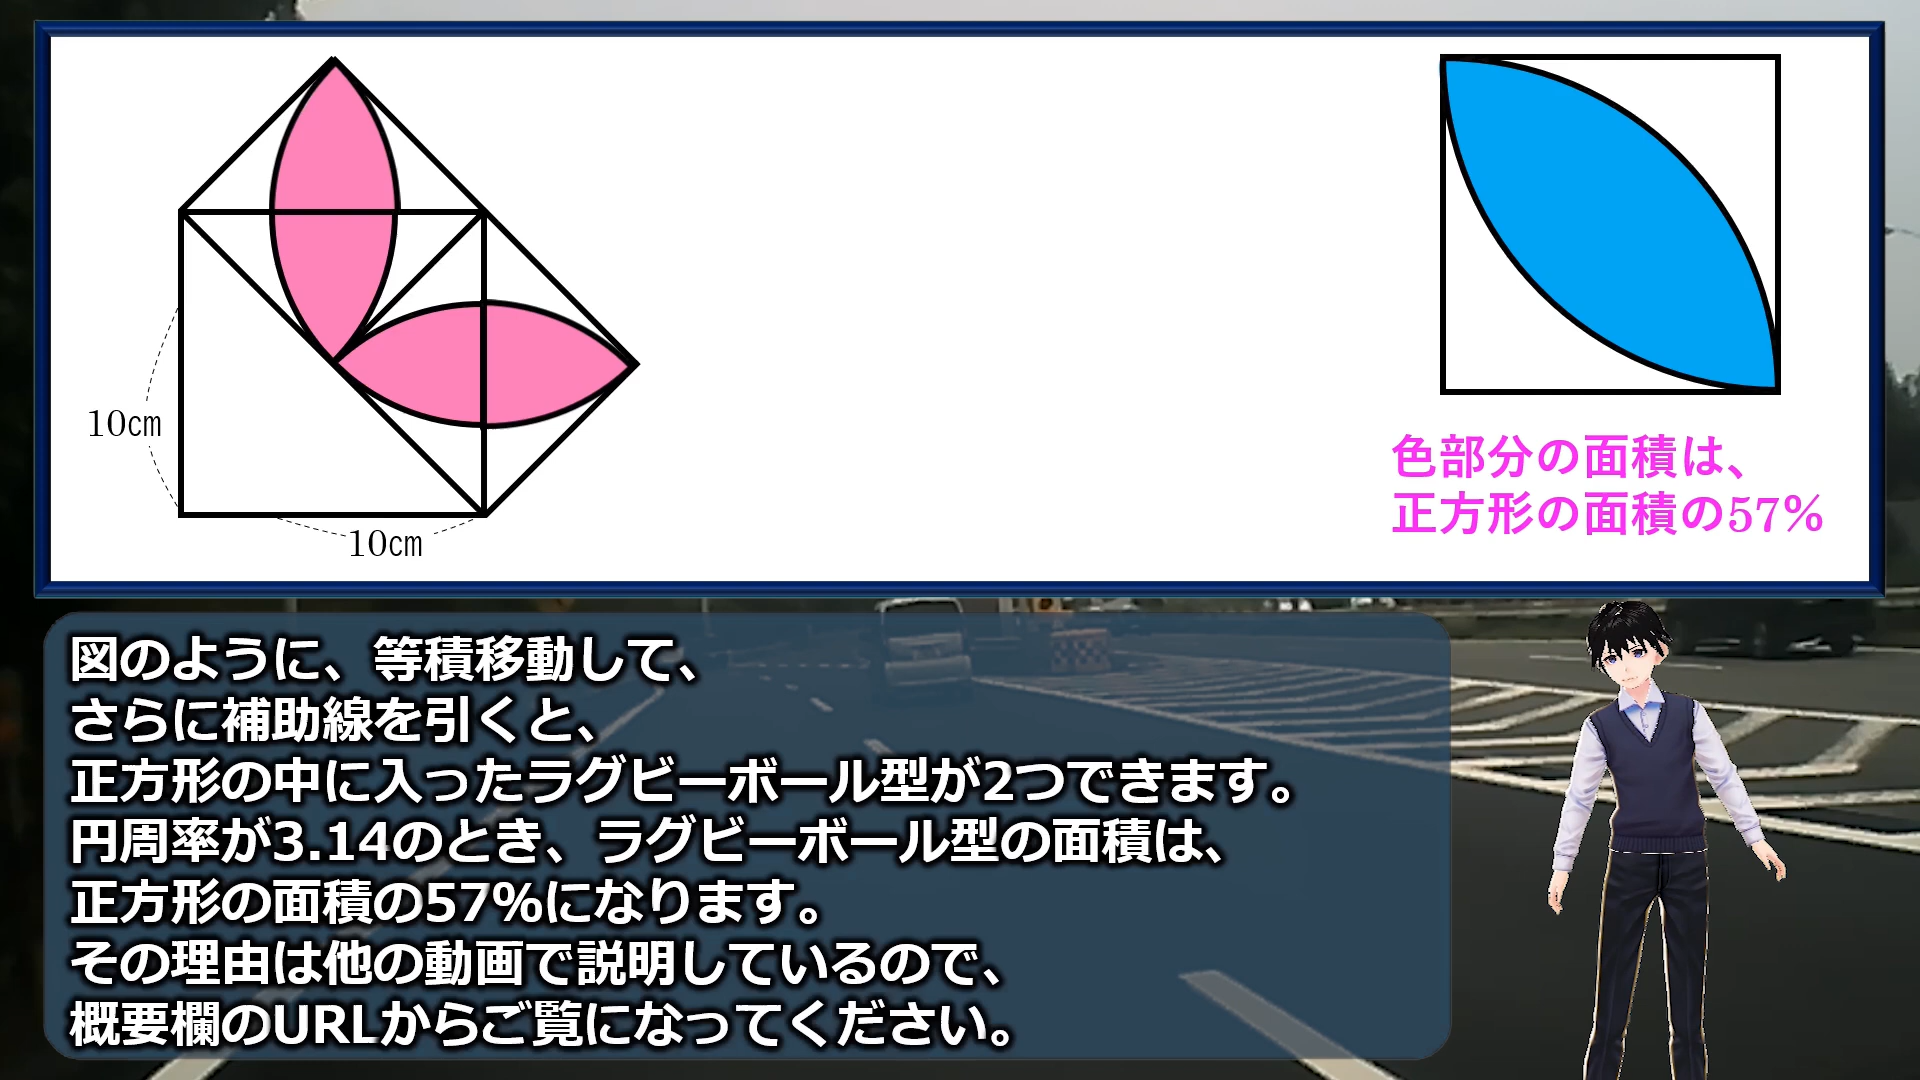 10㎝
10㎝
色部分の面積は、
正方形の面積の57%
図のように、等積移動して、
さらに補助線を引くと、
正方形の中に入ったラグビーボール型が2つできます。
円周率が3.14のとき、ラグビーボール型の面積は、
正方形の面積の57%になります。
その理由は他の動画で説明しているので、
概要欄のURLからご覧になってください。